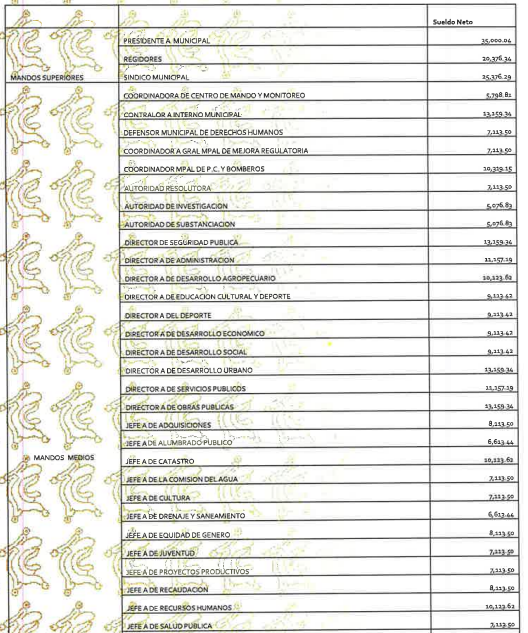 Sueldo Neto
PRESIDENTE A MUNICIPAL 35,000.04
REGIDORES 20,376.34
MANDOS SUPERIORES SINDICO MUNICIPAL 25,376.29
COORDINADORA DE CENTRO DE MANDO Y MONITOREO 5,798.81
CONTRALOR A INTERNO MUNICIPAL 13,159.34
DEFENSOR MUNICIPAL DE DERECHOS HUMANOS 7,113.50
COORDINADOR A GRAL MPAL DE MEJORA REGULATORIA 7,113.50
COORDINADOR MPAL DE P.C. Y BOMBEROS 10,319.15
AUTORIDAD RESOLUTORA 7,113.50
AUTORIDAD DE INVESTIGACION 5,076.83
AUTORIDAD DE SUBSTANCIACION 5,076.83
DIRECTOR DE SEGURIDAD PUBLICA 13,159.34
DIRECTOR A DE ADMINISTRACION 11,157.19
DIRECTOR A DE DESARROLLO AGROPECUARIO 10,123.62
DIRECTOR A DE EDUCACION CULTURAL Y DEPORTE 9,113.42
DIRECTOR A DEL DEPORTE 9,113.42
DIRECTOR A DE DESARROLLO ECONOMICO 9,113.42
DIRECTOR A DE DESARROLLO SOCIAL 9,113.42
DIRECTOR A DE DESARROLLO URBANO 13,159.34
DIRECTOR A DE SERVICIOS PUBLICOS 11,157.19
DIRECTOR A DE OBRAS PUBLICAS 13,159.34
JEFE A DE ADQUISICIONES 8,113.50
JEFE A DE ALUMBRADO PUBLICO 6,613.44
MANDOS MEDIOS JEFE A DE CATASTRO 10,123.62
JEFE A DE LA COMISION DEL AGUA 7,113.50
JEFE A DE CULTURA 7,113.50
JEFE A DE DRENAJE Y SANEAMIENTO 6,613.44
JEFE A DE EQUIDAD DE GENERO 8,113.50
JEFE A DE JUVENTUD 7,113.50
JEFE A DE PROYECTOS PRODUCTIVOS 7,113.50
JEFE A DE RECAUDACION 8,113.50
JEFE A DE RECURSOS HUMANOS 10,123.62
JEFE A DE SALUD PUBLICA 7,113.50